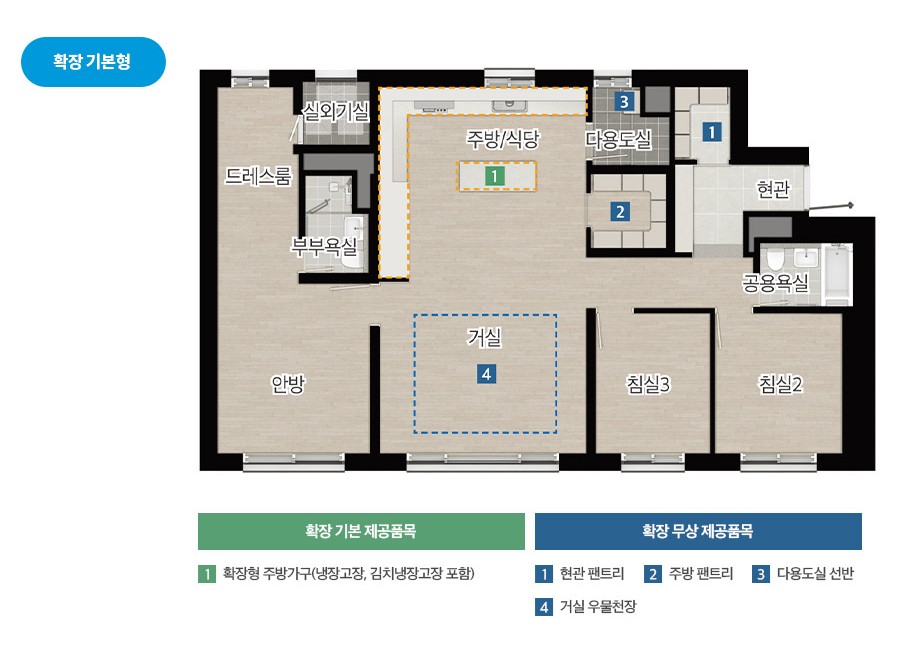 확장 기본형
실외기실
주방/식당
3
다용도실
1
드레스룸
1
현관
2
부부욕실
공용욕실
거실
4
안방
침실3
침실2
확장 기본 제공품목
확장 무상 제공품목
1 확장형 주방가구(냉장고장, 김치냉장고장 포함)
1 현관 팬트리 2 주방 팬트리 3 다용도실 선반
4 거실 우물천장